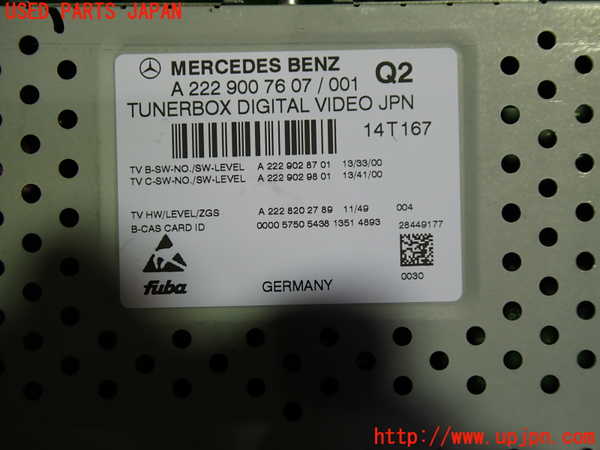 USED PARTS JAPAN
MERCEDES BENZ Q2
A 222 900 76 07 / 001
TUNERBOX DIGITAL VIDEO JPN
14T167
TV B-SW-NO./SW-LEVEL A 222 902 87 01 13/33/00
TV C-SW-NO./SW-LEVEL A 222 902 98 01 13/41/00
TV HW/LEVEL/ZGS A 222 820 27 89 11/49 004
B-CAS CARD ID 0000 5750 5438 1351 4893 28449177
fuba GERMANY 0030
http://www.upjpn.com/